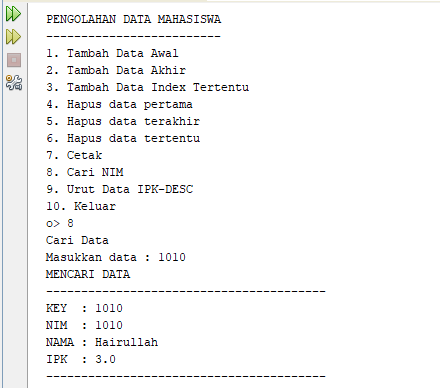 PENGOLAHAN DATA MAHASISWA
-------------------------
1. Tambah Data Awal
2. Tambah Data Akhir
3. Tambah Data Index Tertentu
4. Hapus data pertama
5. Hapus data terakhir
6. Hapus data tertentu
7. Cetak
8. Cari NIM
9. Urut Data IPK-DESC
10. Keluar
o> 8
Cari Data
Masukkan data : 1010
MENCARI DATA
----------------------------------------
KEY  : 1010
NIM  : 1010
NAMA : Hairullah
IPK  : 3.0
----------------------------------------